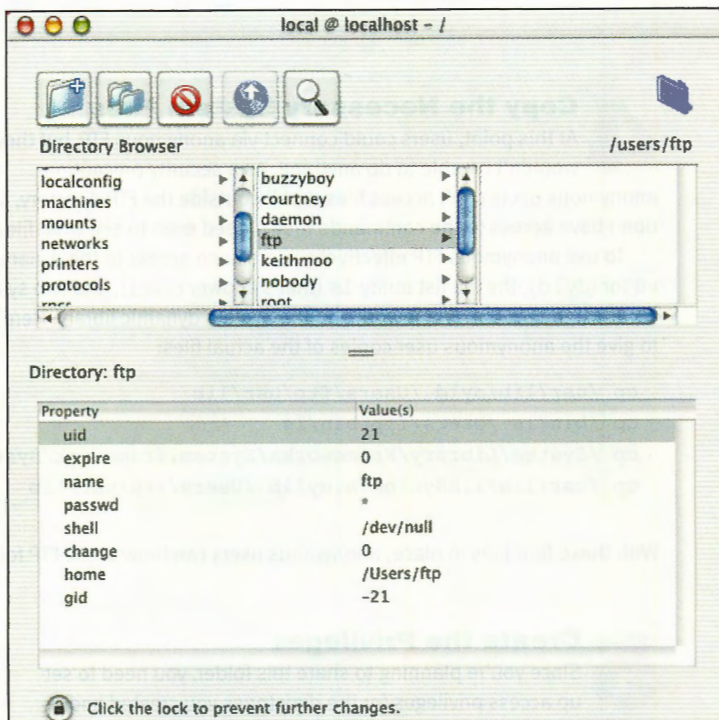 local @ localhost – /
Directory Browser
/users/ftp
localconfig
machines
mounts
networks
printers
protocols
buzzyboy
courtney
daemon
ftp
keithmoo
nobody
root
Directory: ftp
Property Value(s)
uid 21
expire 0
name ftp
passwd *
shell /dev/null
change 0
home /Users/ftp
gid -21
Click the lock to prevent further changes.